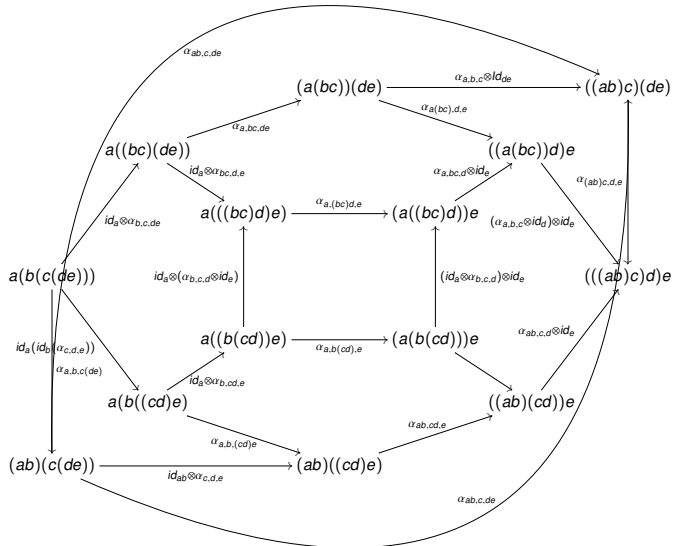 α_{ab,c,de}
(a(bc))(de)
α_{a,b,c}⊗Id_{de}
((ab)c)(de)
α_{a,bc,de}
α_{a(bc),d,e}
a((bc)(de))
((a(bc))d)e
id_a⊗α_{bc,d,e}
α_{a,bc,d}⊗id_e
α_{(ab)c,d,e}
id_a⊗α_{b,c,de}
a(((bc)d)e)
α_{a,(bc)d,e}
(a((bc)d))e
(α_{a,b,c}⊗id_d)⊗id_e
a(b(c(de)))
id_a⊗(α_{b,c,d}⊗id_e)
(id_a⊗α_{b,c,d})⊗id_e
(((ab)c)d)e
id_a(id_b(α_{c,d,e}))
a((b(cd))e)
α_{a,b(cd),e}
(a(b(cd)))e
α_{ab,c,d}⊗id_e
α_{a,b,c(de)}
id_a⊗α_{b,cd,e}
a(b((cd)e)
((ab)(cd))e
α_{a,b,(cd)e}
α_{ab,cd,e}
(ab)(c(de))
id_{ab}⊗α_{c,d,e}
(ab)((cd)e)
α_{ab,c,de}